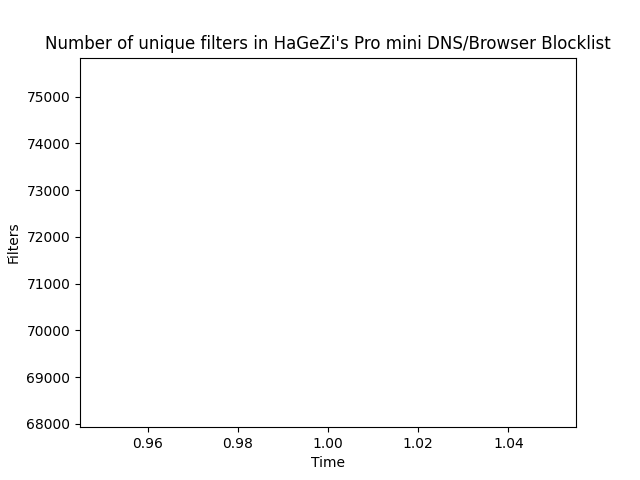 Number of unique filters in HaGeZi's Pro mini DNS/Browser Blocklist
75000
74000
73000
72000
71000
70000
69000
68000
Filters
0.96 0.98 1.00 1.02 1.04
Time